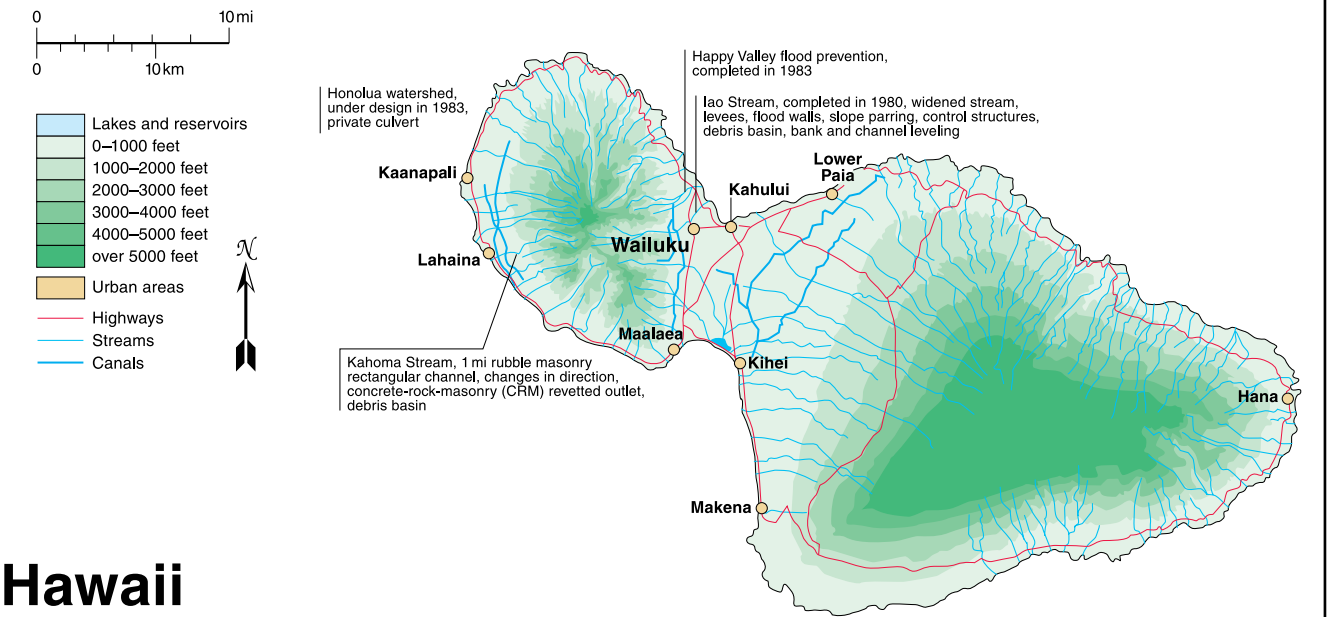 0 10 mi
0 10 km
Lakes and reservoirs
0–1000 feet
1000–2000 feet
2000–3000 feet
3000–4000 feet
4000–5000 feet
over 5000 feet
Urban areas
Highways
Streams
Canals
N
Honolua watershed,
under design in 1983,
private culvert
Happy Valley flood prevention,
completed in 1983
Iao Stream, completed in 1980, widened stream,
levees, flood walls, slope parring, control structures,
debris basin, bank and channel leveling
Kaanapali
Lower
Paia
Kahului
Wailuku
Lahaina
Maalaea
Kihei
Hana
Makena
Kahoma Stream, 1 mi rubble masonry
rectangular channel, changes in direction,
concrete-rock-masonry (CRM) revetted outlet,
debris basin
Hawaii